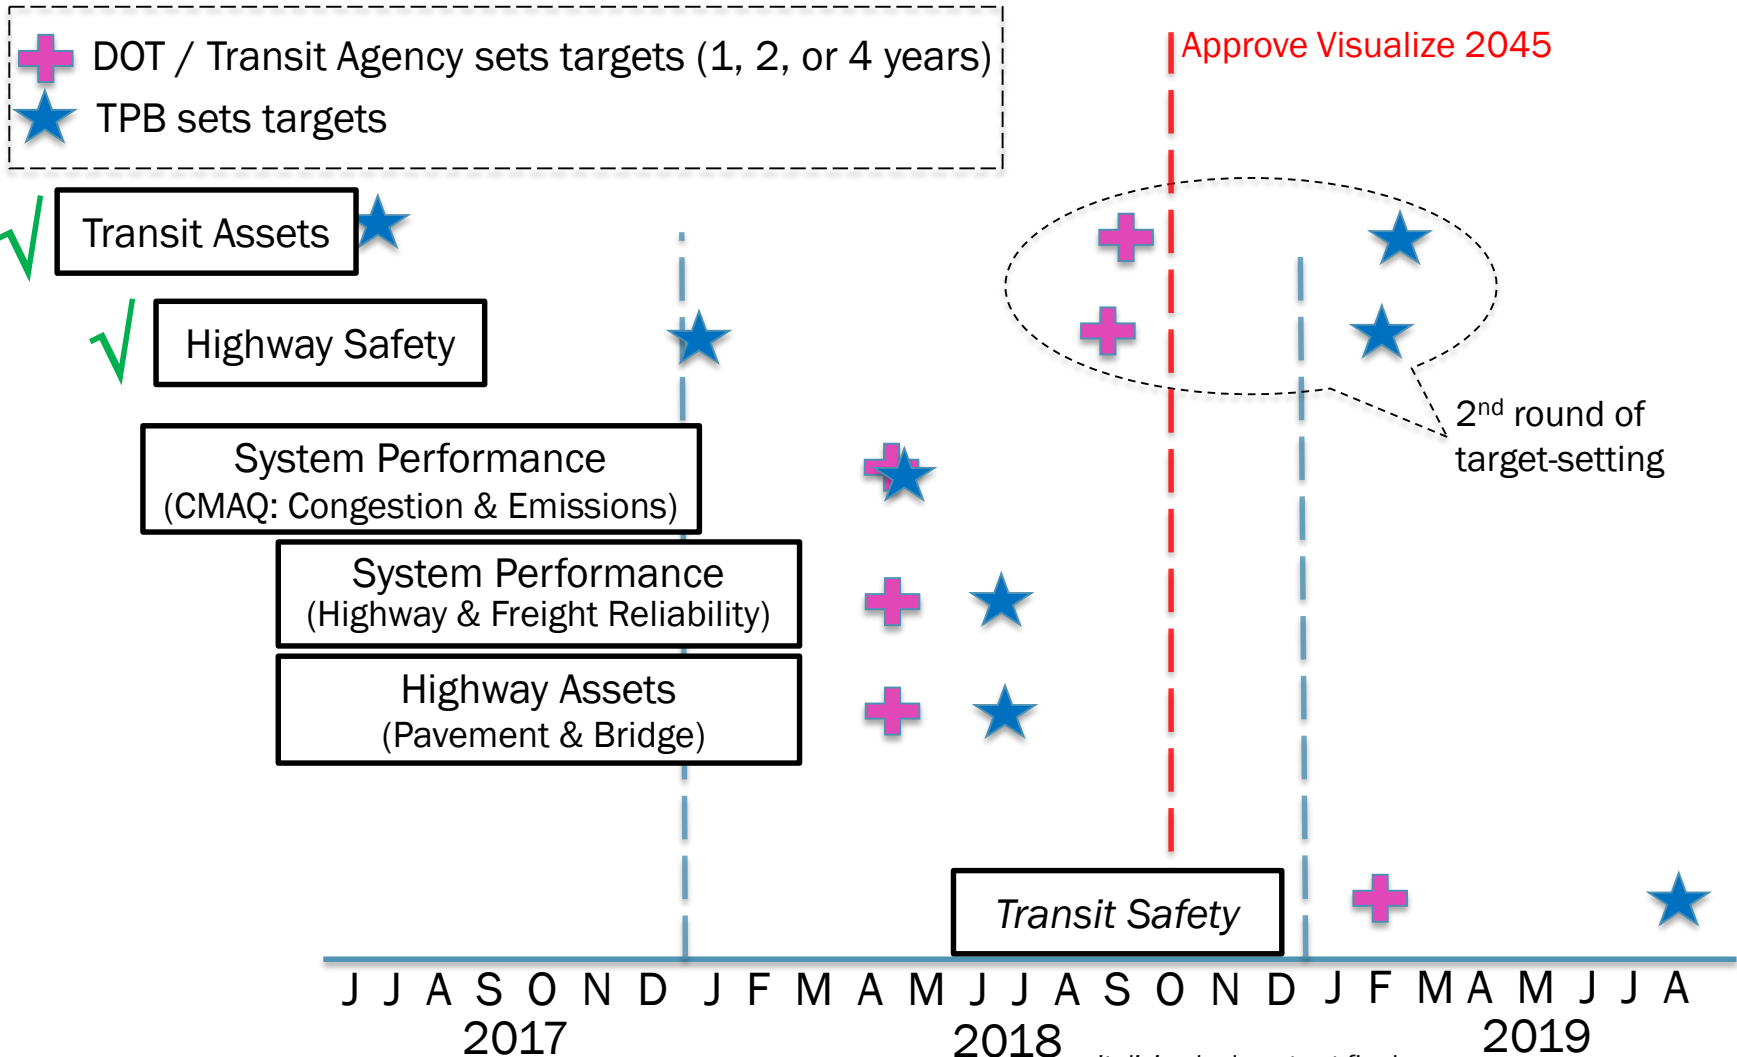 DOT / Transit Agency sets targets (1, 2, or 4 years)
TPB sets targets
Approve Visualize 2045
Transit Assets
Highway Safety
2nd round of
target-setting
System Performance
(CMAQ: Congestion & Emissions)
System Performance
(Highway & Freight Reliability)
Highway Assets
(Pavement & Bridge)
Transit Safety
J J A S O N D J F M A M J J A S O N D J F M A M J J A
2017 2018 2019